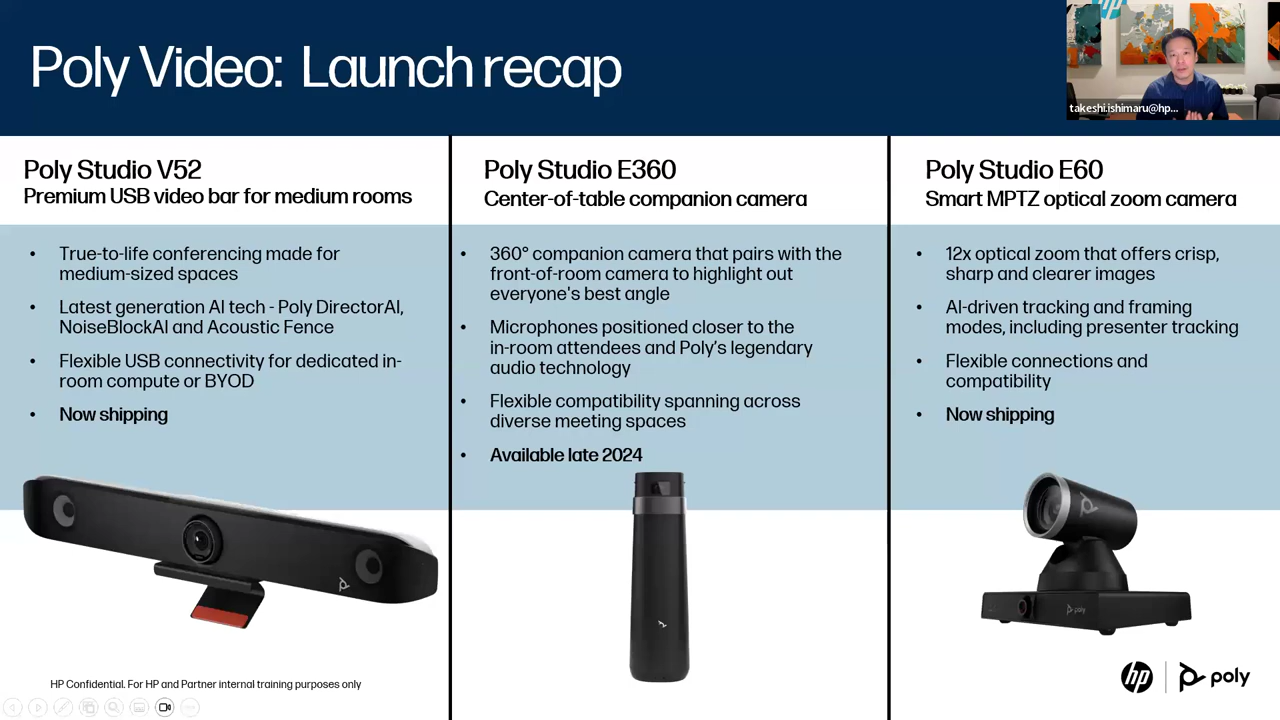 Poly Video: Launch recap
hp
takeshi.ishimaru@hp...
Poly Studio V52
Premium USB video bar for medium rooms
• True-to-life conferencing made for
medium-sized spaces
• Latest generation AI tech - Poly DirectorAI,
NoiseBlockAI and Acoustic Fence
• Flexible USB connectivity for dedicated in-
room compute or BYOD
• Now shipping
Poly Studio E360
Center-of-table companion camera
• 360° companion camera that pairs with the
front-of-room camera to highlight out
everyone's best angle
• Microphones positioned closer to the
in-room attendees and Poly’s legendary
audio technology
• Flexible compatibility spanning across
diverse meeting spaces
• Available late 2024
Poly Studio E60
Smart MPTZ optical zoom camera
• 12x optical zoom that offers crisp,
sharp and clearer images
• AI-driven tracking and framing
modes, including presenter tracking
• Flexible connections and
compatibility
• Now shipping
poly
HP Confidential. For HP and Partner internal training purposes only
hp poly